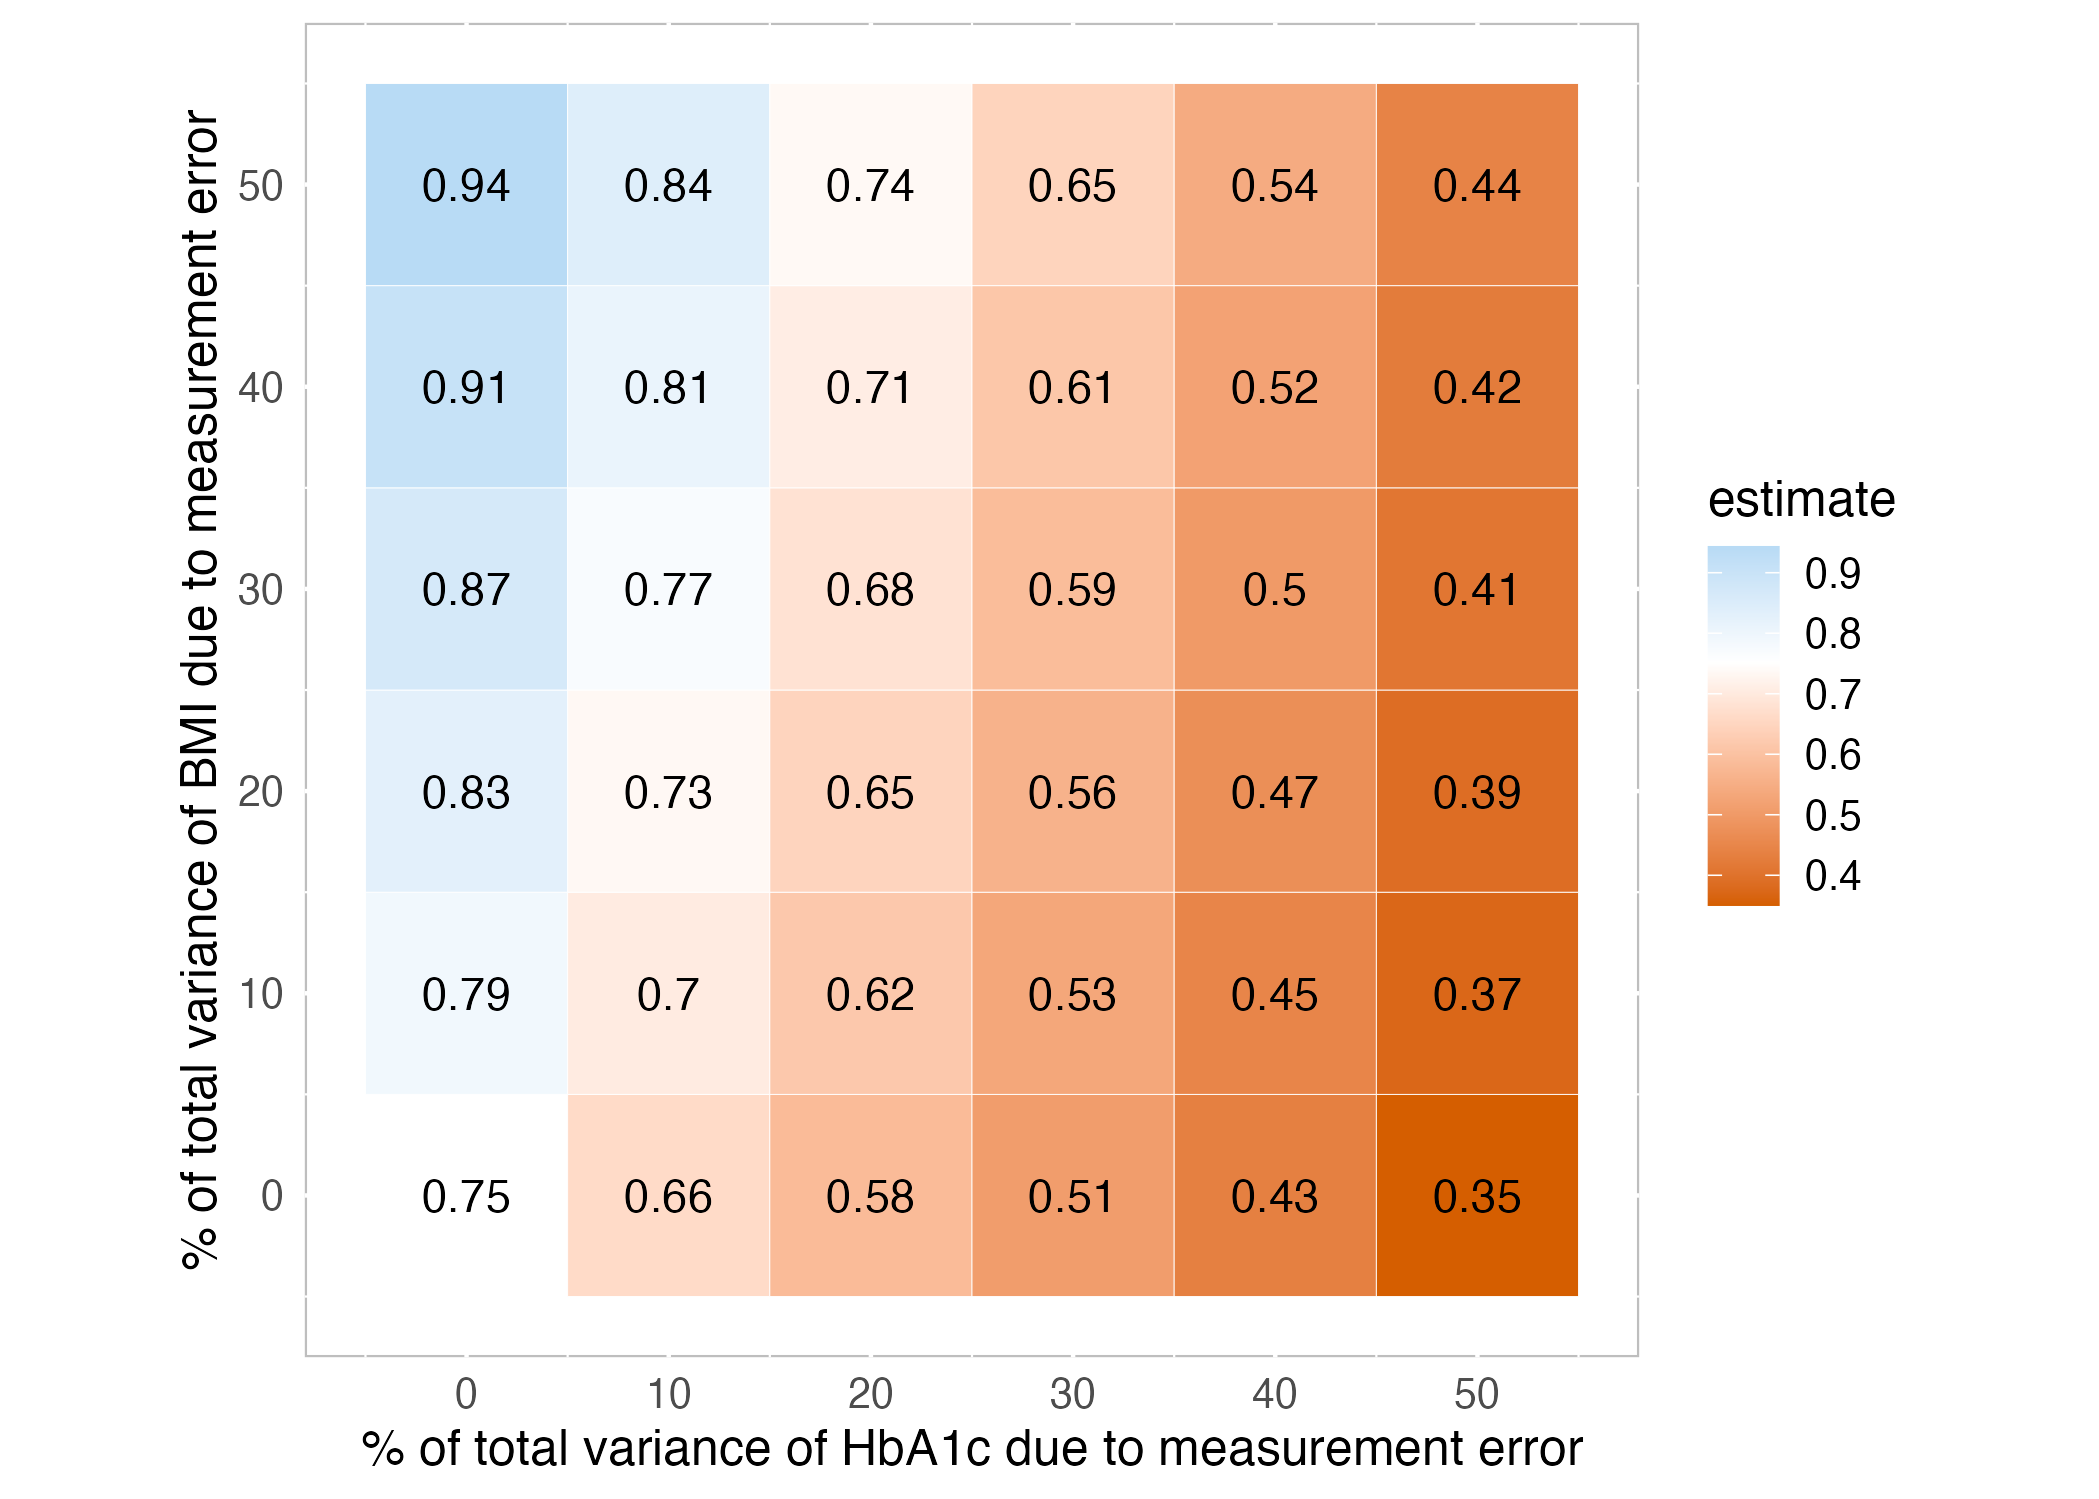 % of total variance of BMI due to measurement error
50 0.94 0.84 0.74 0.65 0.54 0.44
40 0.91 0.81 0.71 0.61 0.52 0.42
30 0.87 0.77 0.68 0.59 0.5 0.41
20 0.83 0.73 0.65 0.56 0.47 0.39
10 0.79 0.7 0.62 0.53 0.45 0.37
0 0.75 0.66 0.58 0.51 0.43 0.35
0 10 20 30 40 50
% of total variance of HbA1c due to measurement error
estimate
0.9
0.8
0.7
0.6
0.5
0.4